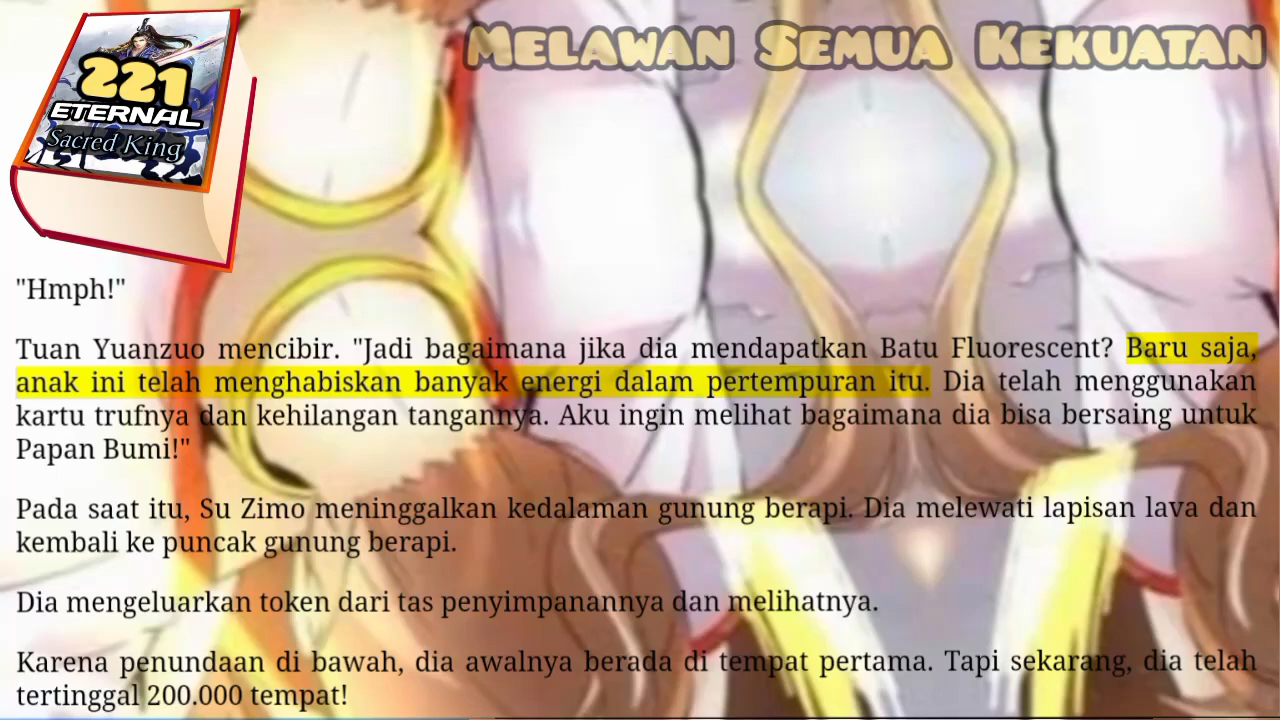 Melawan Semua Kekuatan
221
ETERNAL
Sacred King
"Hmph!"
Tuan Yuanzuo mencibir. "Jadi bagaimana jika dia mendapatkan Batu Fluorescent? Baru saja,
anak ini telah menghabiskan banyak energi dalam pertempuran itu. Dia telah menggunakan
kartu trufnya dan kehilangan tangannya. Aku ingin melihat bagaimana dia bisa bersaing untuk
Papan Bumi!"
Pada saat itu, Su Zimo meninggalkan kedalaman gunung berapi. Dia melewati lapisan lava dan
kembali ke puncak gunung berapi.
Dia mengeluarkan token dari tas penyimpanannya dan melihatnya.
Karena penundaan di bawah, dia awalnya berada di tempat pertama. Tapi sekarang, dia telah
tertinggal 200.000 tempat!